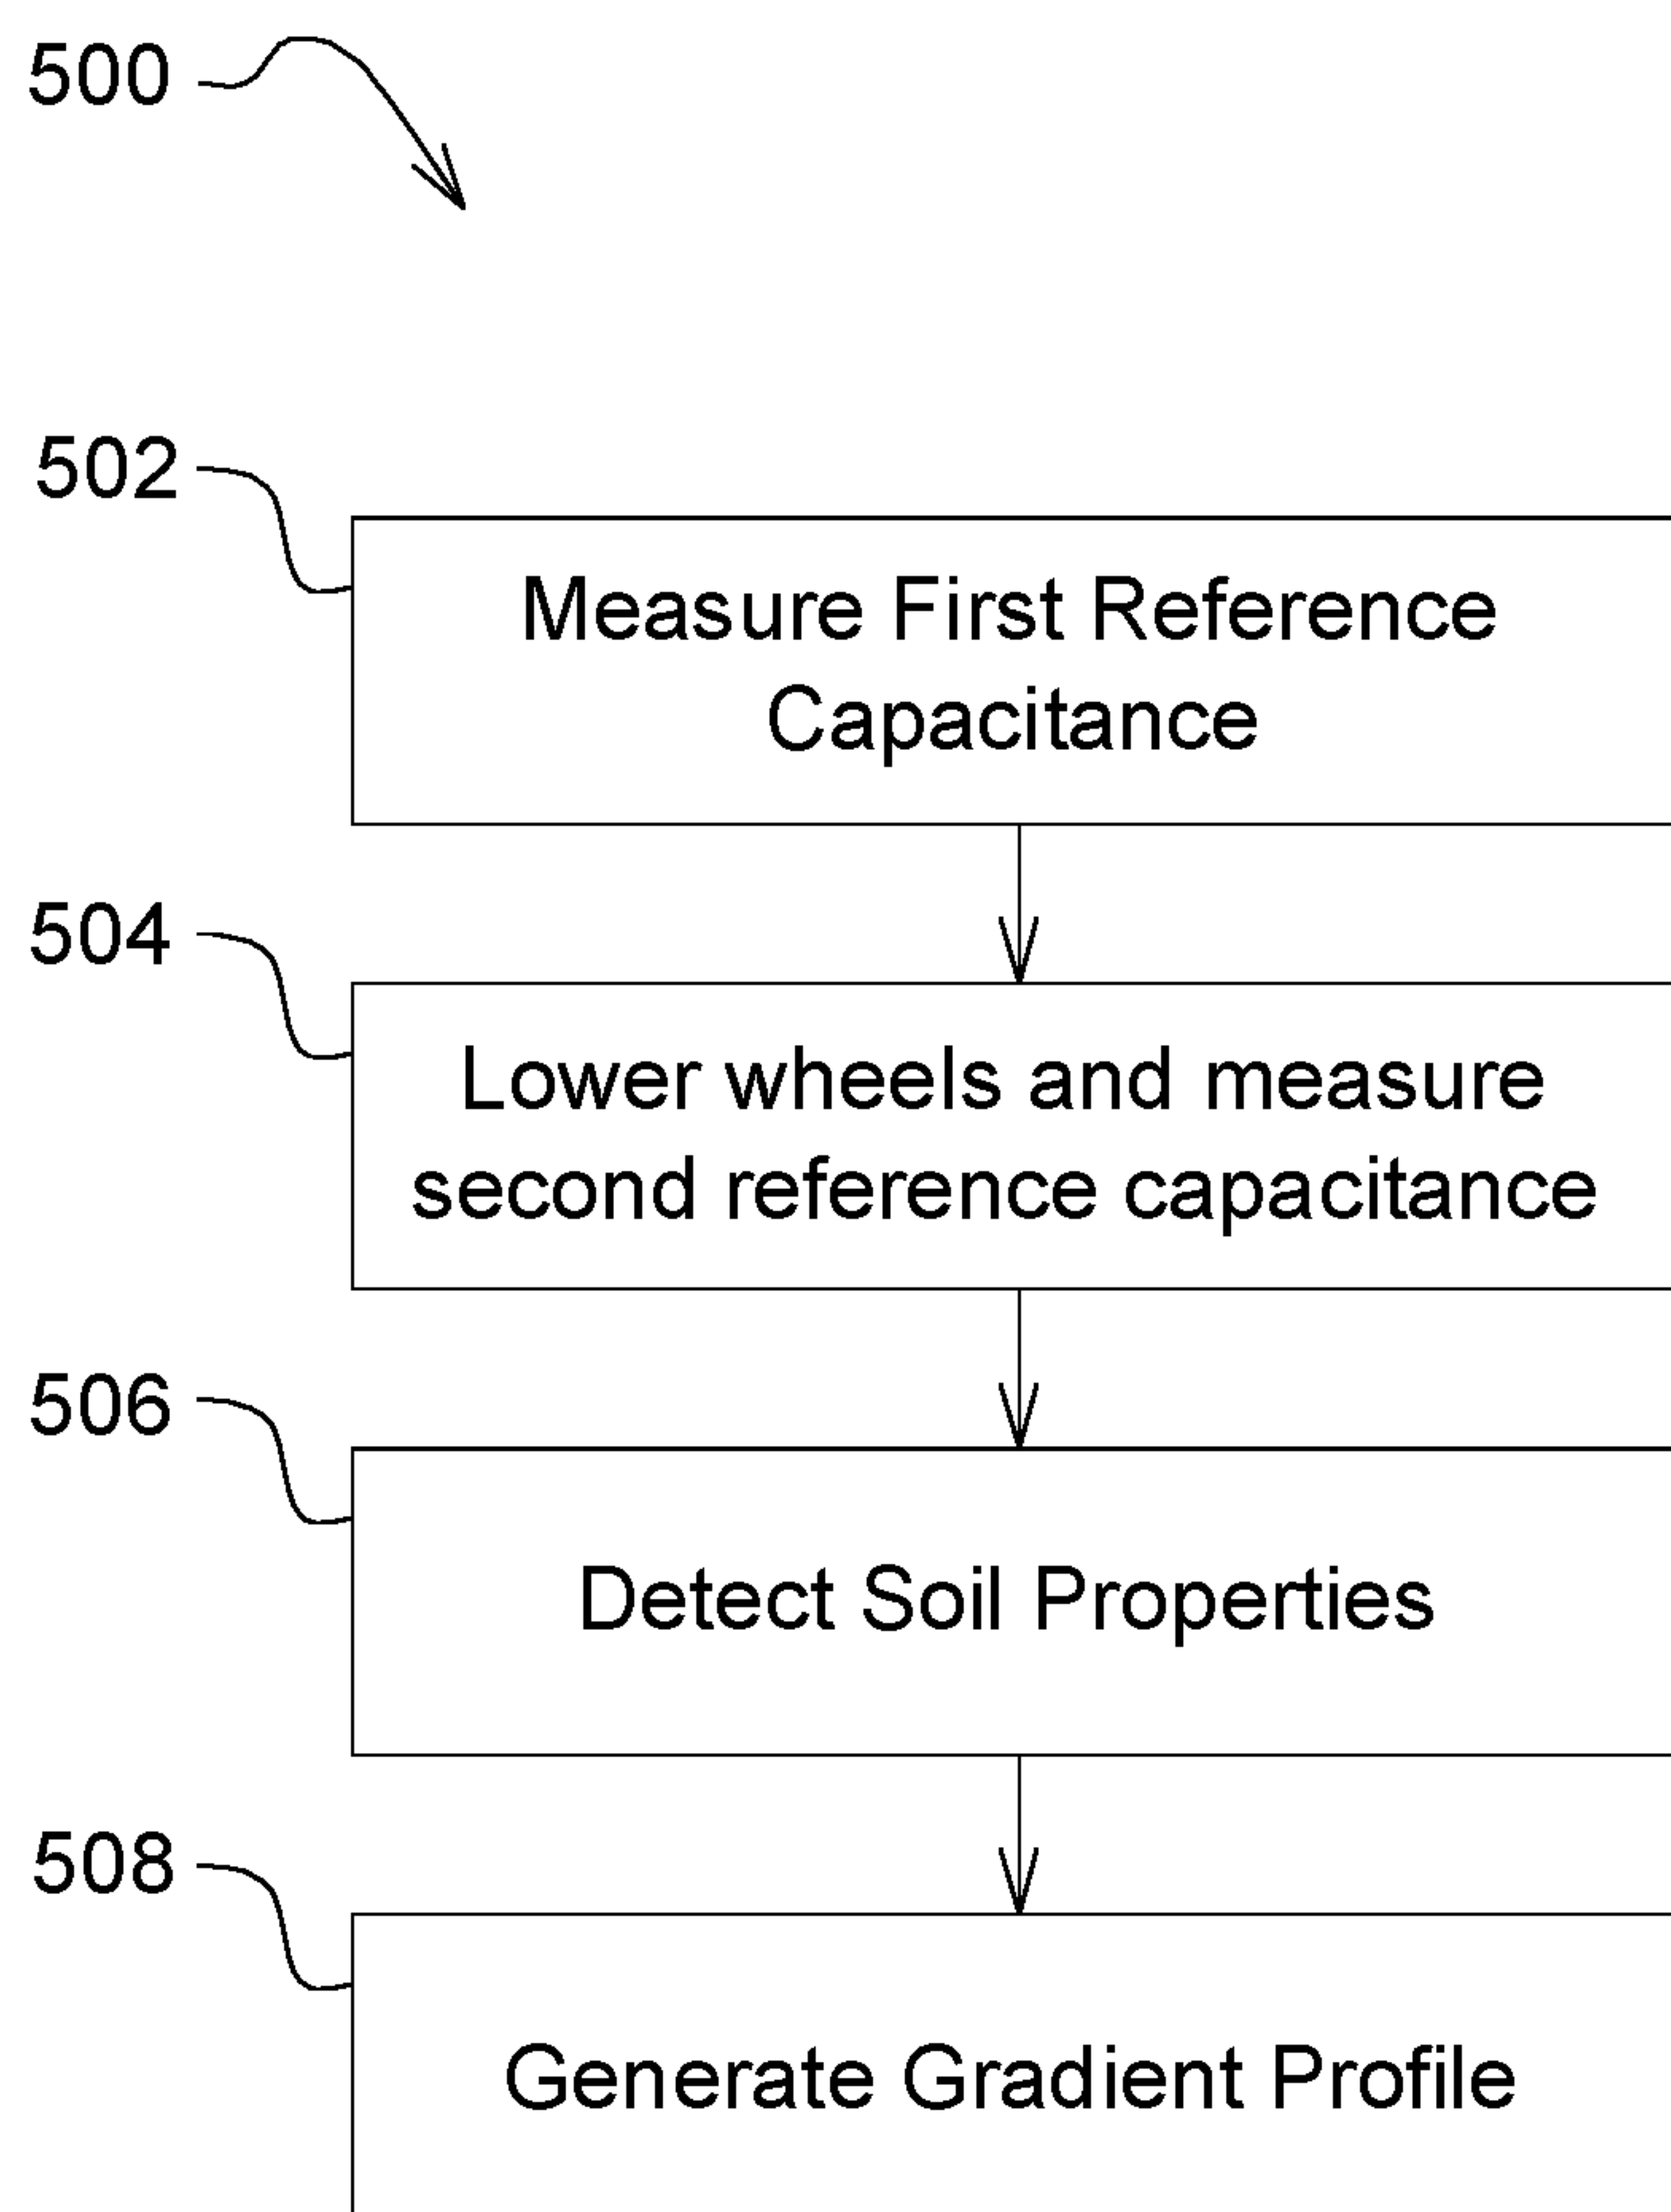 500
502
Measure First Reference
Capacitance
504
Lower wheels and measure
second reference capacitance
506
Detect Soil Properties
508
Generate Gradient Profile